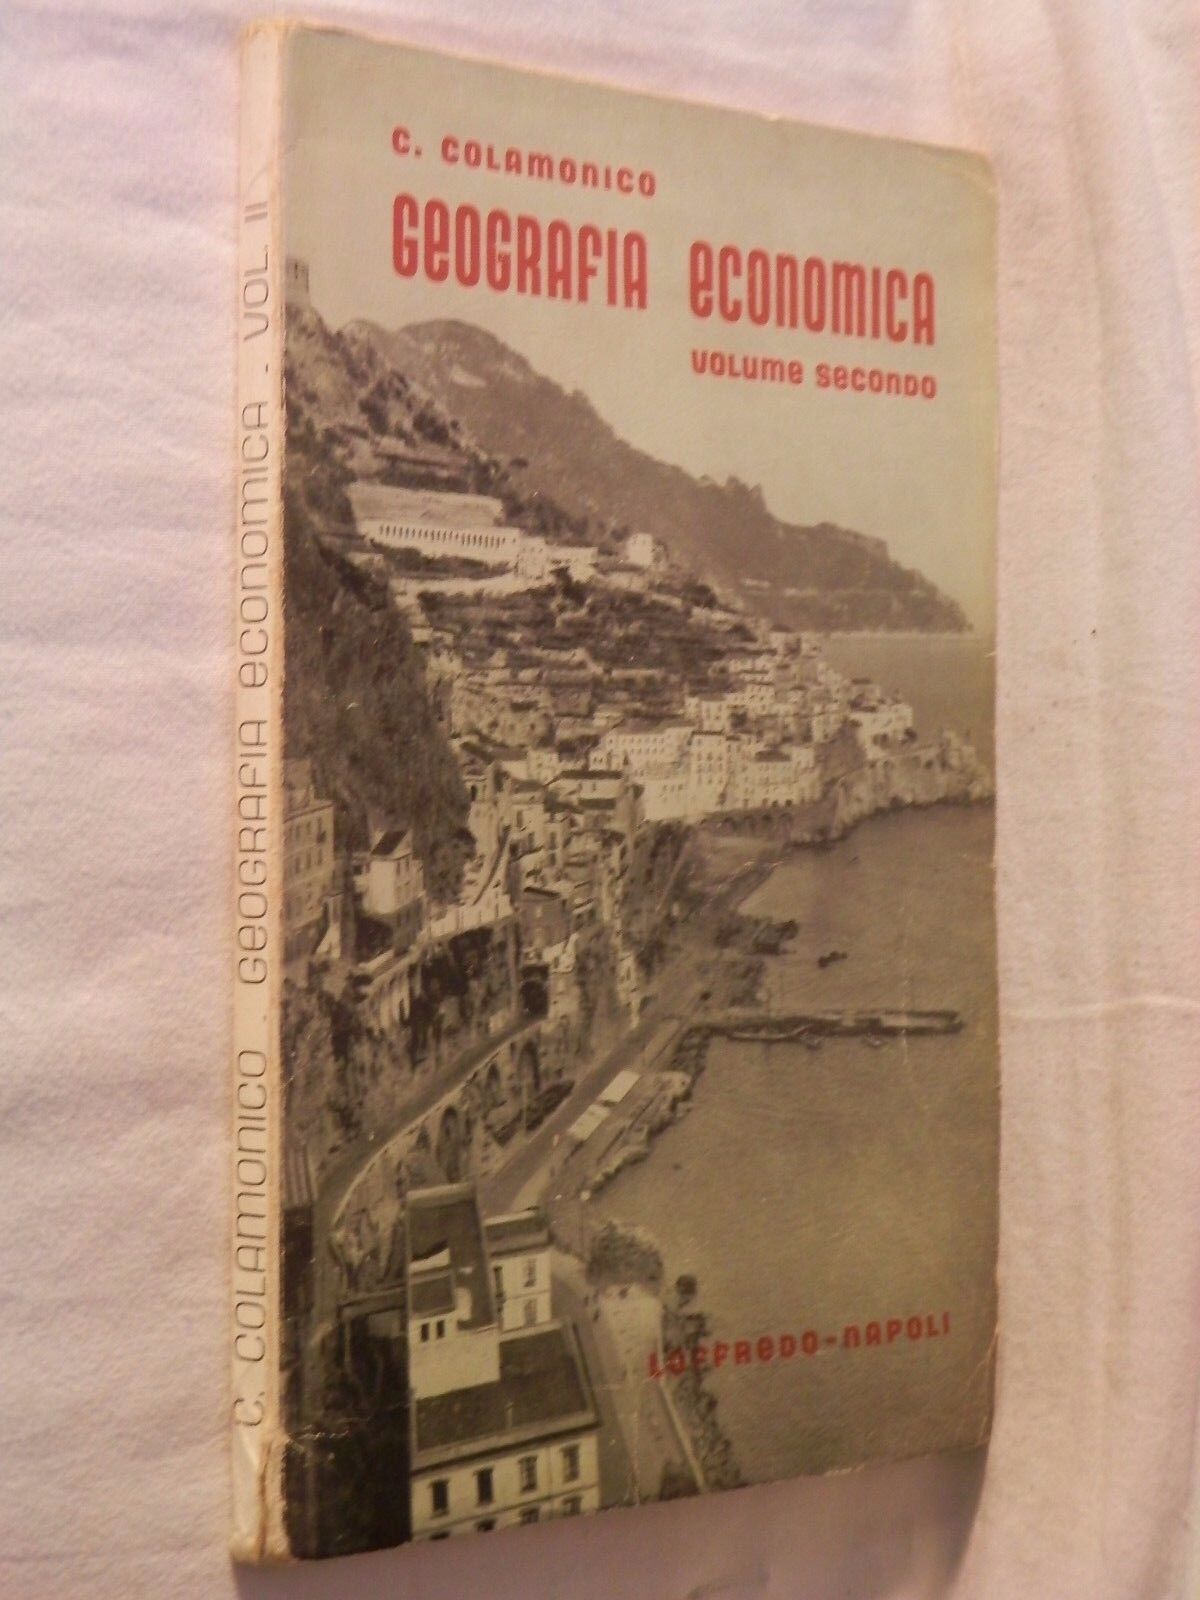 C. COLAMONICO
GEOGRAFIA ECONOMICA
VOLUME SECONDO
LOFFREDO-NAPOLI
C. COLAMONICO . GEOGRAFIA ECONOMICA . VOL. II